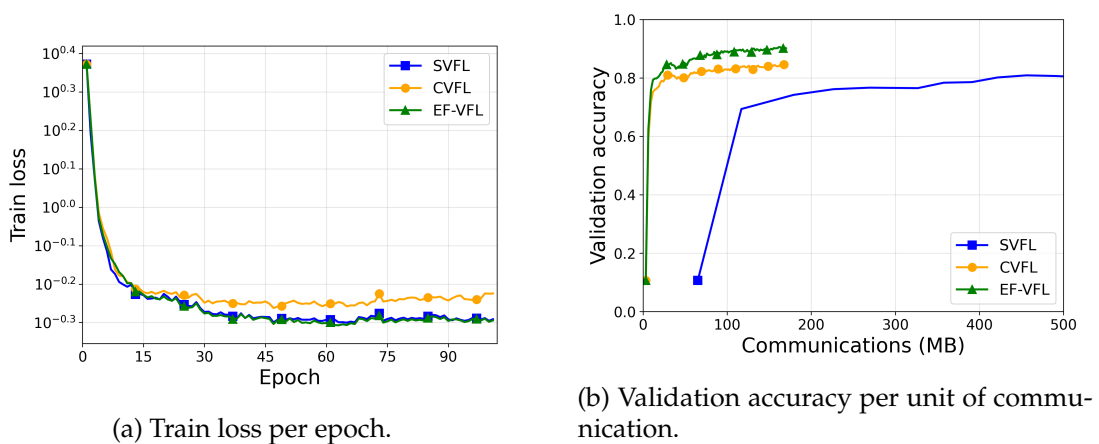 Train loss
10^0.4
10^0.3
10^0.2
10^0.1
10^0.0
10^−0.1
10^−0.2
10^−0.3
0 15 30 45 60 75 90
Epoch
SVFL
CVFL
EF-VFL
(a) Train loss per epoch.
Validation accuracy
1.0
0.8
0.6
0.4
0.2
0.0
0 100 200 300 400 500
Communications (MB)
SVFL
CVFL
EF-VFL
(b) Validation accuracy per unit of commu-
nication.